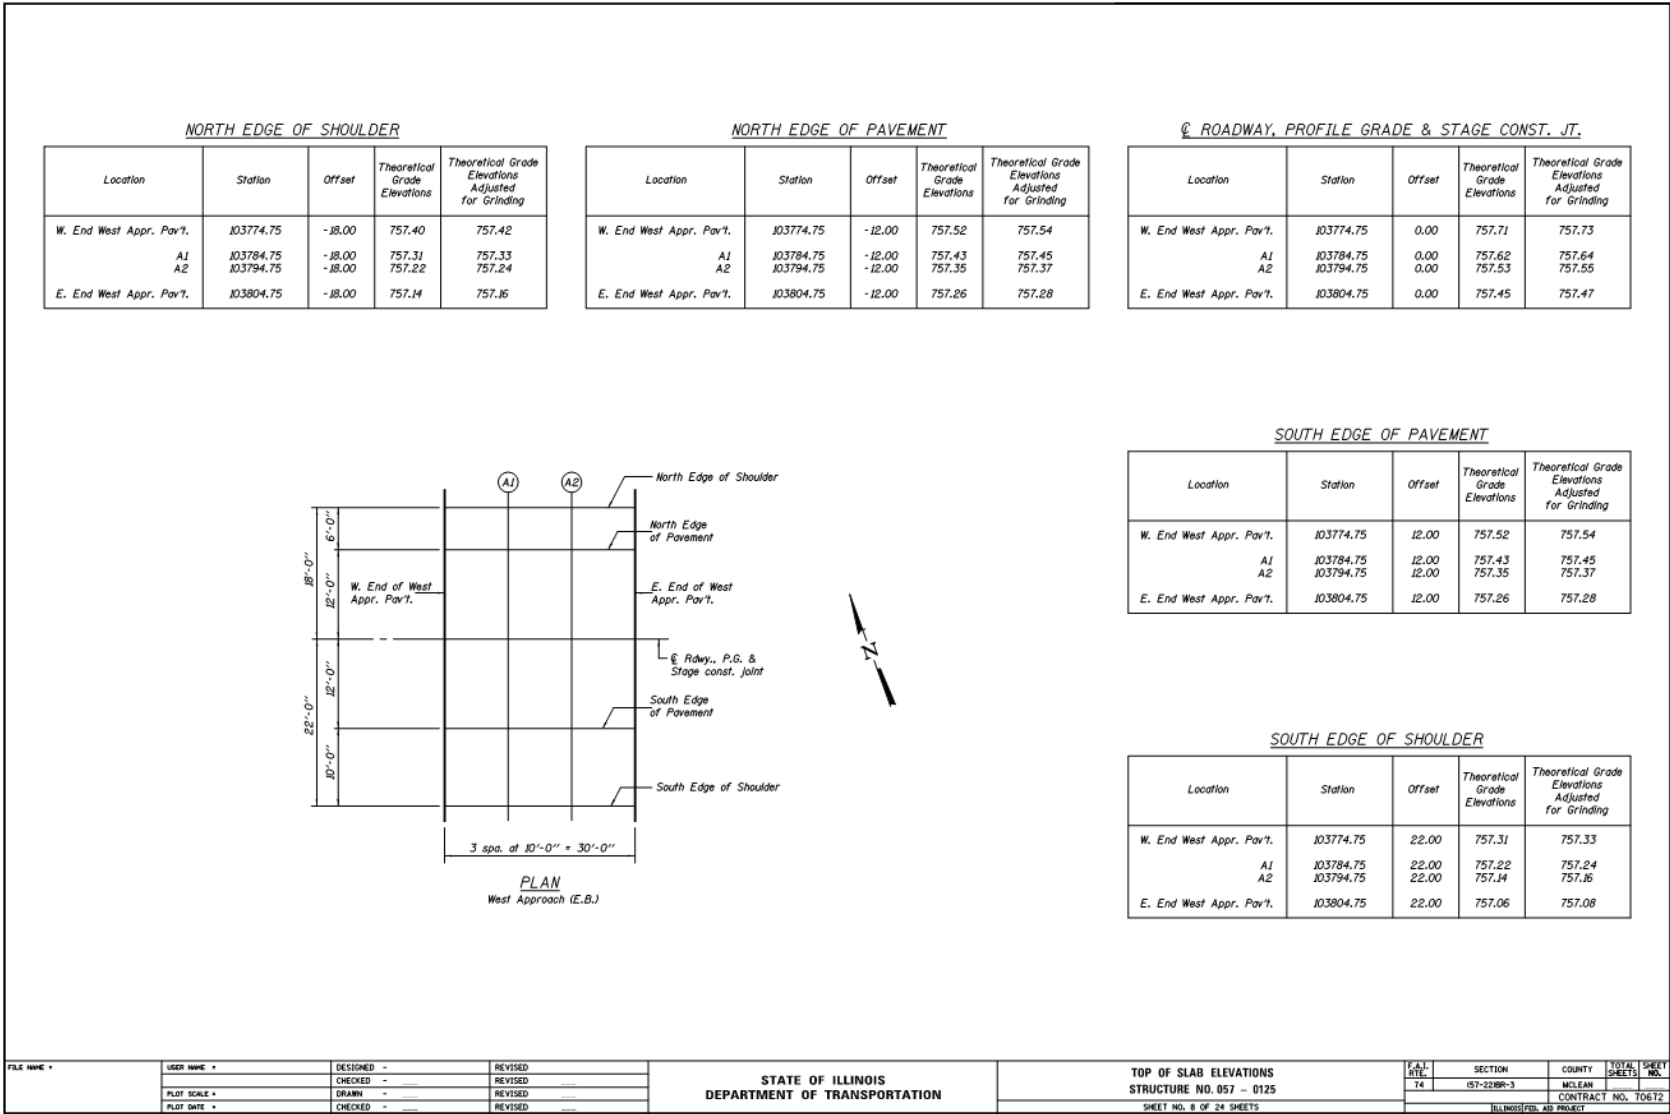 NORTH EDGE OF SHOULDER
Location Station Offset Theoretical Grade Elevations Theoretical Grade Elevations Adjusted for Grinding
W. End West Appr. Pav't. 103774.75 -18.00 757.40 757.42
A1 103784.75 -18.00 757.31 757.33
A2 103794.75 -18.00 757.22 757.24
E. End West Appr. Pav't. 103804.75 -18.00 757.14 757.16
NORTH EDGE OF PAVEMENT
Location Station Offset Theoretical Grade Elevations Theoretical Grade Elevations Adjusted for Grinding
W. End West Appr. Pav't. 103774.75 -12.00 757.52 757.54
A1 103784.75 -12.00 757.43 757.45
A2 103794.75 -12.00 757.35 757.37
E. End West Appr. Pav't. 103804.75 -12.00 757.26 757.28
℄ ROADWAY, PROFILE GRADE & STAGE CONST. JT.
Location Station Offset Theoretical Grade Elevations Theoretical Grade Elevations Adjusted for Grinding
W. End West Appr. Pav't. 103774.75 0.00 757.71 757.73
A1 103784.75 0.00 757.62 757.64
A2 103794.75 0.00 757.53 757.55
E. End West Appr. Pav't. 103804.75 0.00 757.45 757.47
SOUTH EDGE OF PAVEMENT
Location Station Offset Theoretical Grade Elevations Theoretical Grade Elevations Adjusted for Grinding
W. End West Appr. Pav't. 103774.75 12.00 757.52 757.54
A1 103784.75 12.00 757.43 757.45
A2 103794.75 12.00 757.35 757.37
E. End West Appr. Pav't. 103804.75 12.00 757.26 757.28
SOUTH EDGE OF SHOULDER
Location Station Offset Theoretical Grade Elevations Theoretical Grade Elevations Adjusted for Grinding
W. End West Appr. Pav't. 103774.75 22.00 757.31 757.33
A1 103784.75 22.00 757.22 757.24
A2 103794.75 22.00 757.14 757.16
E. End West Appr. Pav't. 103804.75 22.00 757.06 757.08
A1 A2
North Edge of Shoulder
North Edge
of Pavement
W. End of West
Appr. Pav't.
E. End of West
Appr. Pav't.
℄ Rdwy., P.G. &
Stage const. joint
South Edge
of Pavement
South Edge of Shoulder
6'-0"
18'-0"
12'-0"
12'-0"
22'-0"
10'-0"
3 spa. at 10'-0" = 30'-0"
PLAN
West Approach (E.B.)
N
FILE NAME =
USER NAME =
PLOT SCALE =
PLOT DATE =
DESIGNED -
CHECKED -
DRAWN -
CHECKED -
REVISED
REVISED
REVISED
REVISED
STATE OF ILLINOIS
DEPARTMENT OF TRANSPORTATION
TOP OF SLAB ELEVATIONS
STRUCTURE NO. 057 – 0125
SHEET NO. 8 OF 24 SHEETS
F.A.I. RTE. SECTION COUNTY TOTAL SHEETS SHEET NO.
74 (57-22)BR-3 MCLEAN
CONTRACT NO. 70672
ILLINOIS FED. AID PROJECT